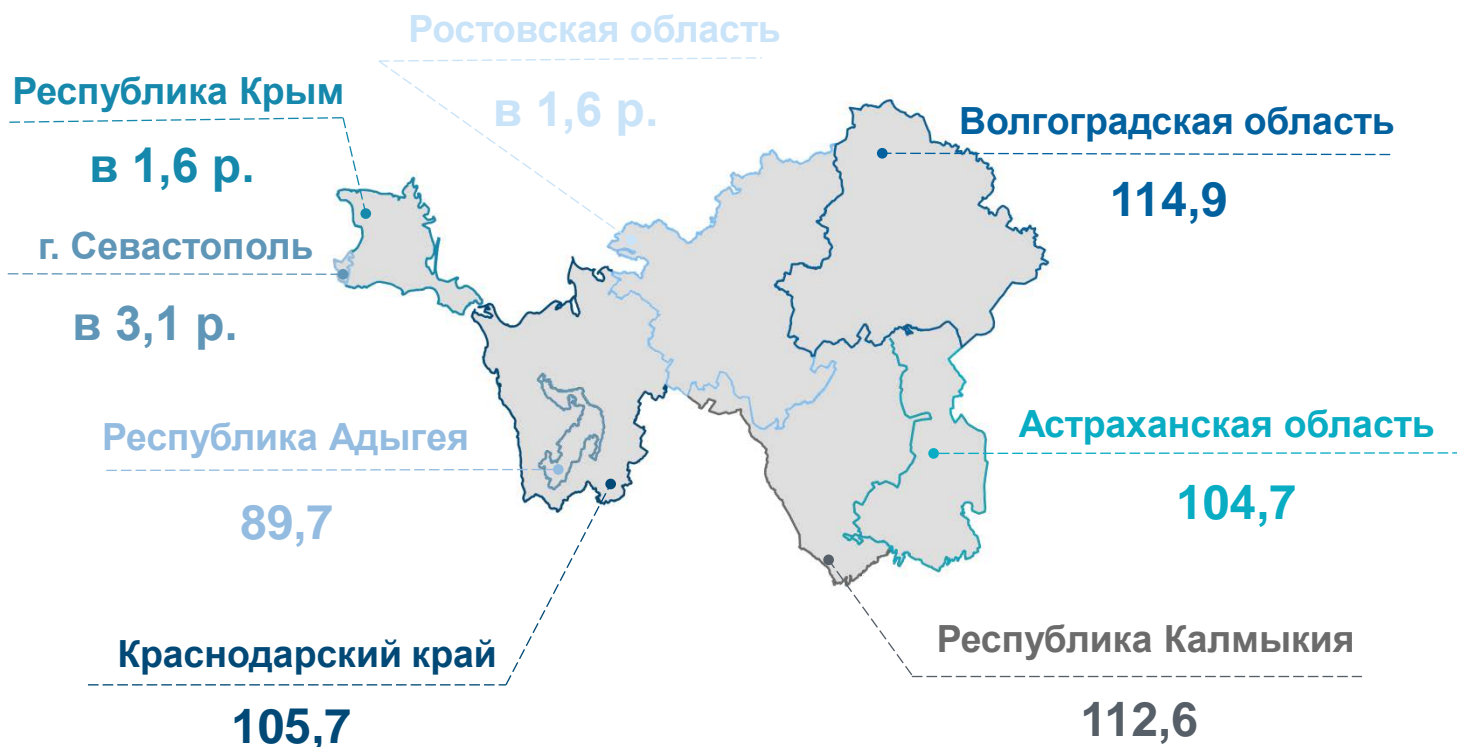 Ростовская область
в 1,6 р.
Республика Крым
в 1,6 р.
Волгоградская область
114,9
г. Севастополь
в 3,1 р.
Республика Адыгея
89,7
Астраханская область
104,7
Краснодарский край
105,7
Республика Калмыкия
112,6